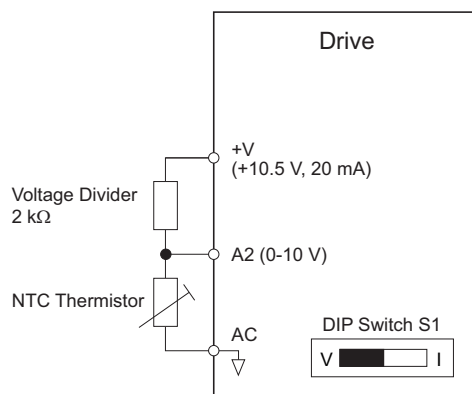 Drive
+V
(+10.5 V, 20 mA)
Voltage Divider
2 kΩ
A2 (0-10 V)
NTC Thermistor
AC
DIP Switch S1
V I